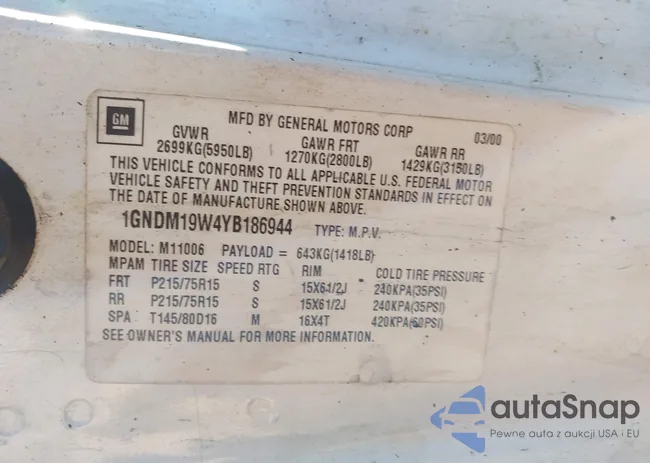 GM
MFD BY GENERAL MOTORS CORP 03/00
GVWR GAWR FRT GAWR RR
2699KG(5950LB) 1270KG(2800LB) 1429KG(3150LB)
THIS VEHICLE CONFORMS TO ALL APPLICABLE U.S. FEDERAL MOTOR
VEHICLE SAFETY AND THEFT PREVENTION STANDARDS IN EFFECT ON
THE DATE OF MANUFACTURE SHOWN ABOVE.
1GNDM19W4YB186944 TYPE: M.P.V.
MODEL: M11006 PAYLOAD = 643KG(1418LB)
MPAM TIRE SIZE SPEED RTG RIM COLD TIRE PRESSURE
FRT P215/75R15 S 15X61/2J 240KPA(35PSI)
RR P215/75R15 S 15X61/2J 240KPA(35PSI)
SPA T145/80D16 M 16X4T 420KPA(60PSI)
SEE OWNER'S MANUAL FOR MORE INFORMATION.
autaSnap
Pewne auta z aukcji USA i EU